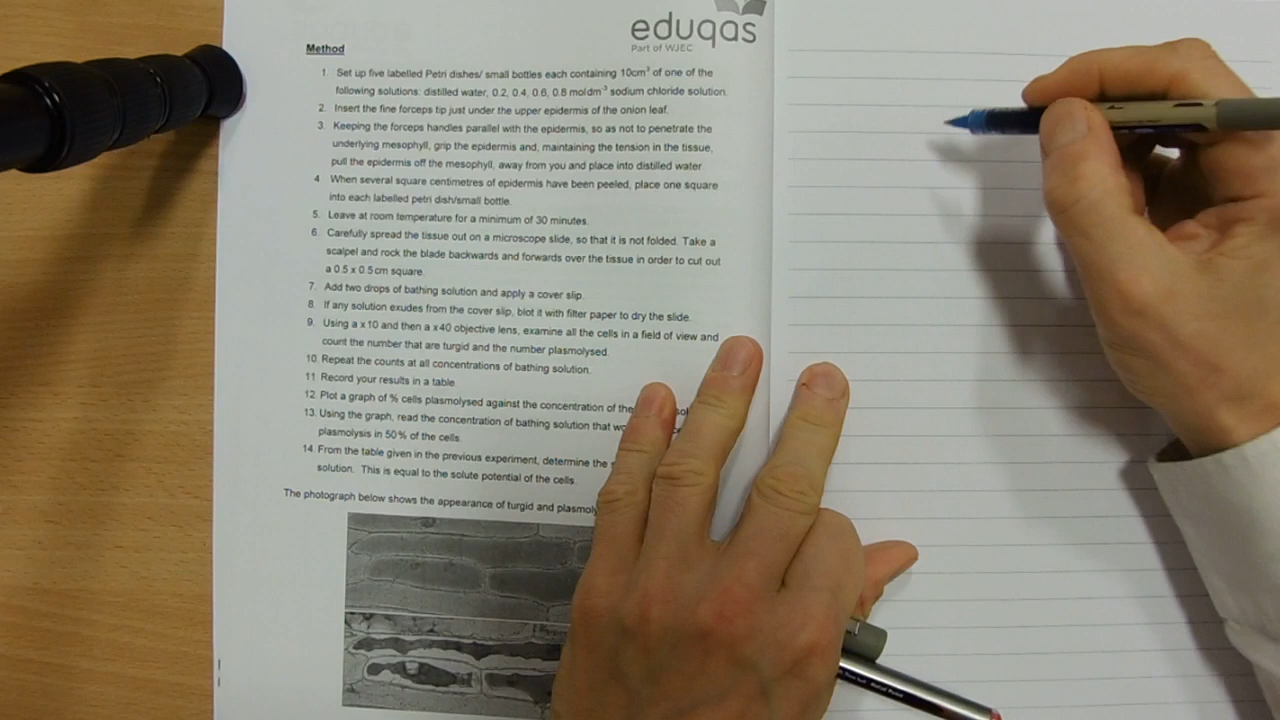 eduqas
Part of WJEC
Method
1. Set up five labelled Petri dishes/ small bottles each containing 10cm³ of one of the
following solutions: distilled water, 0.2, 0.4, 0.6, 0.8 moldm⁻³ sodium chloride solution.
2. Insert the fine forceps tip just under the upper epidermis of the onion leaf.
3. Keeping the forceps handles parallel with the epidermis, so as not to penetrate the
underlying mesophyll, grip the epidermis and, maintaining the tension in the tissue,
pull the epidermis off the mesophyll, away from you and place into distilled water
4 When several square centimetres of epidermis have been peeled, place one square
into each labelled petri dish/small bottle.
5. Leave at room temperature for a minimum of 30 minutes.
6. Carefully spread the tissue out on a microscope slide, so that it is not folded. Take a
scalpel and rock the blade backwards and forwards over the tissue in order to cut out
a 0.5 x 0.5cm square.
7. Add two drops of bathing solution and apply a cover slip.
8. If any solution exudes from the cover slip, blot it with filter paper to dry the slide.
9. Using a x10 and then a x40 objective lens, examine all the cells in a field of view and
count the number that are turgid and the number plasmolysed.
10. Repeat the counts at all concentrations of bathing solution.
11. Record your results in a table
12. Plot a graph of % cells plasmolysed against the concentration of the
13. Using the graph, read the concentration of bathing solution that
plasmolysis in 50% of the cells.
14. From the table given in the previous experiment, determine the
solution. This is equal to the solute potential of the cells.
The photograph below shows the appearance of turgid and